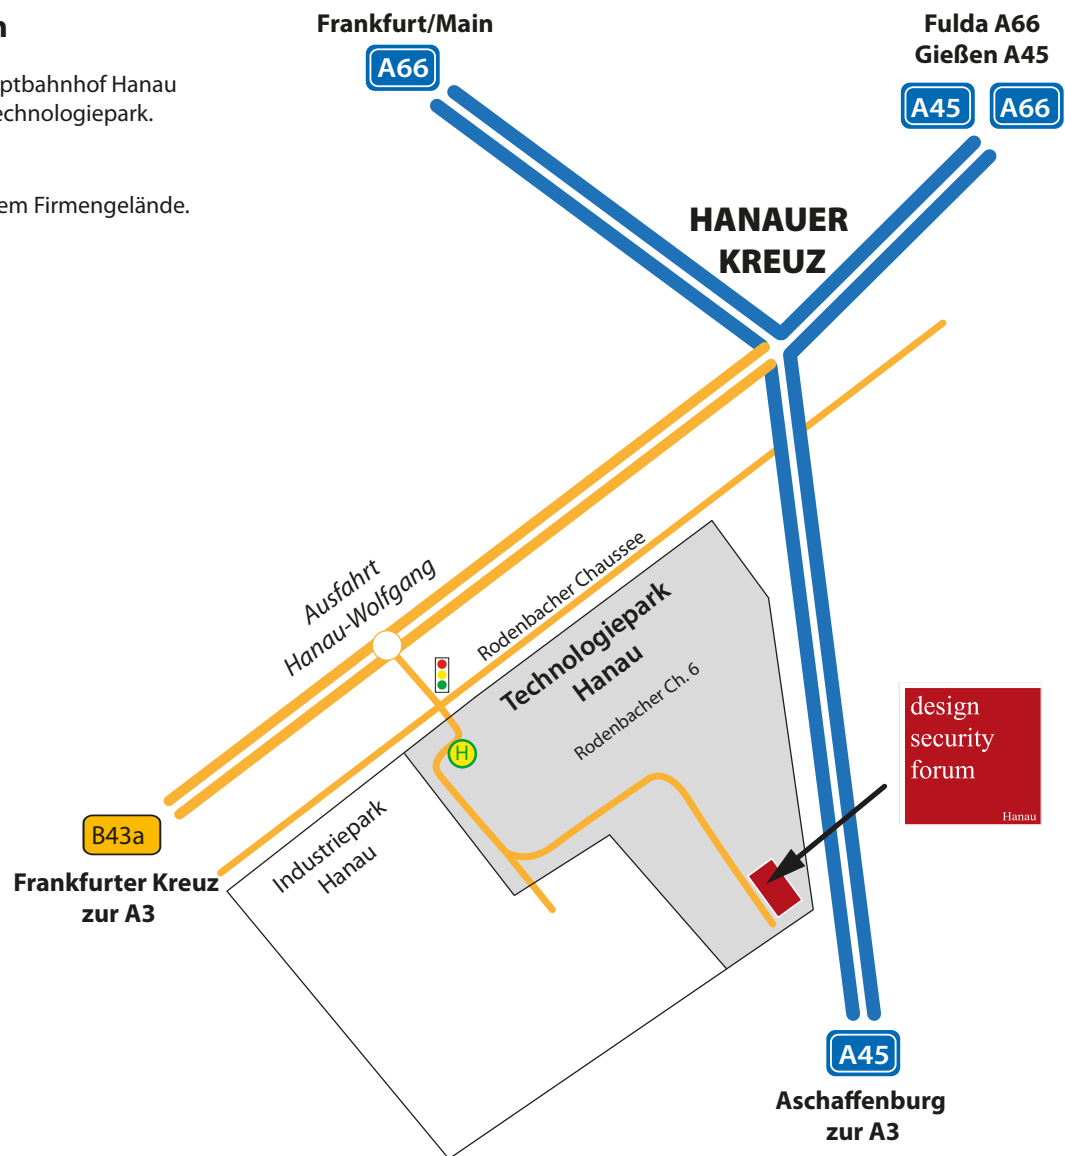 n
ptbahnhof Hanau
echnologiepark.
em Firmengelände.
Frankfurt/Main
A66
Fulda A66
Gießen A45
A45 A66
HANAUER
KREUZ
Ausfahrt
Hanau-Wolfgang
Rodenbacher Chaussee
Technologiepark
Hanau
Rodenbacher Ch. 6
H
design
security
forum
Hanau
Industriepark
Hanau
B43a
Frankfurter Kreuz
zur A3
A45
Aschaffenburg
zur A3